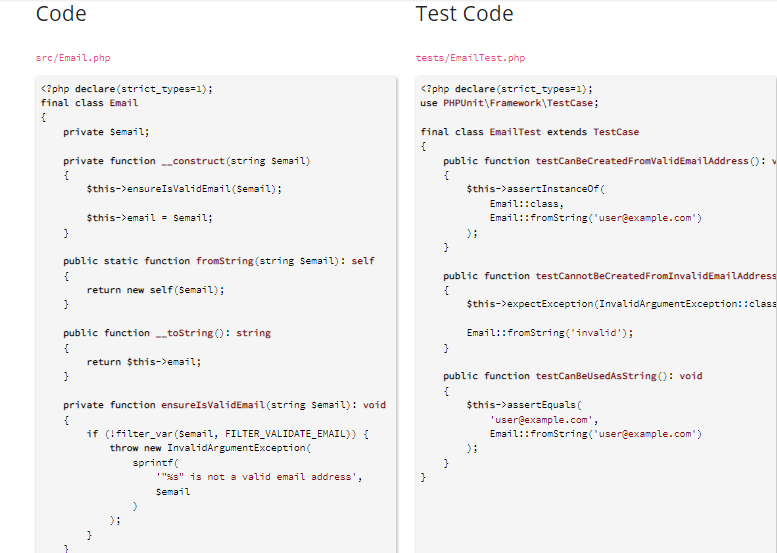 Code
src/Email.php
<?php declare(strict_types=1);
final class Email
{
    private $email;

    private function __construct(string $email)
    {
        $this->ensureIsValidEmail($email);

        $this->email = $email;
    }

    public static function fromString(string $email): self
    {
        return new self($email);
    }

    public function __toString(): string
    {
        return $this->email;
    }

    private function ensureIsValidEmail(string $email): void
    {
        if (!filter_var($email, FILTER_VALIDATE_EMAIL)) {
            throw new InvalidArgumentException(
                sprintf(
                    '"%s" is not a valid email address',
                    $email
                )
            );
        }
    }
Test Code
tests/EmailTest.php
<?php declare(strict_types=1);
use PHPUnit\Framework\TestCase;

final class EmailTest extends TestCase
{
    public function testCanBeCreatedFromValidEmailAddress(): v
    {
        $this->assertInstanceOf(
            Email::class,
            Email::fromString('user@example.com')
        );
    }

    public function testCannotBeCreatedFromInvalidEmailAddress
    {
        $this->expectException(InvalidArgumentException::class

        Email::fromString('invalid');
    }

    public function testCanBeUsedAsString(): void
    {
        $this->assertEquals(
            'user@example.com',
            Email::fromString('user@example.com')
        );
    }
}